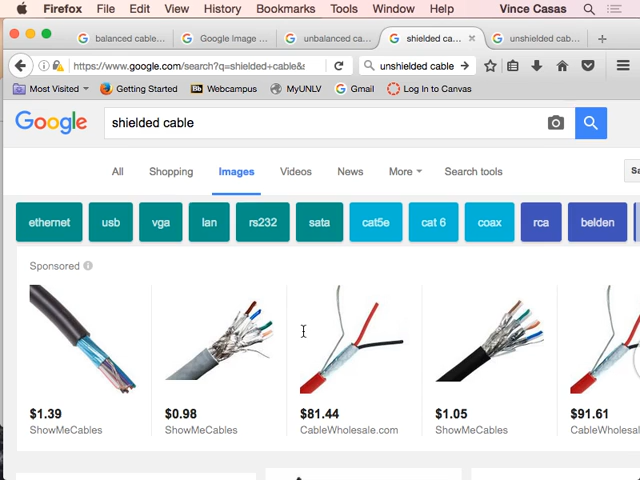 Firefox File Edit View History Bookmarks Tools Window Help Vince Casas
balanced cable... Google Image ... unbalanced ca... shielded ca... unshielded cab...
https://www.google.com/search?q=shielded+cable&s unshielded cable
Most Visited Getting Started Bb Webcampus MyUNLV Gmail Log In to Canvas
Google shielded cable
All Shopping Images Videos News More Search tools Sa
ethernet usb vga lan rs232 sata cat5e cat 6 coax rca belden
Sponsored
$1.39 $0.98 $81.44 $1.05 $91.61
ShowMeCables ShowMeCables CableWholesale.com ShowMeCables CableWholesal